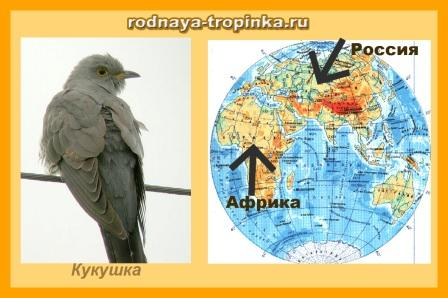 rodnaya-tropinka.ru
Россия
Африка
Кукушка